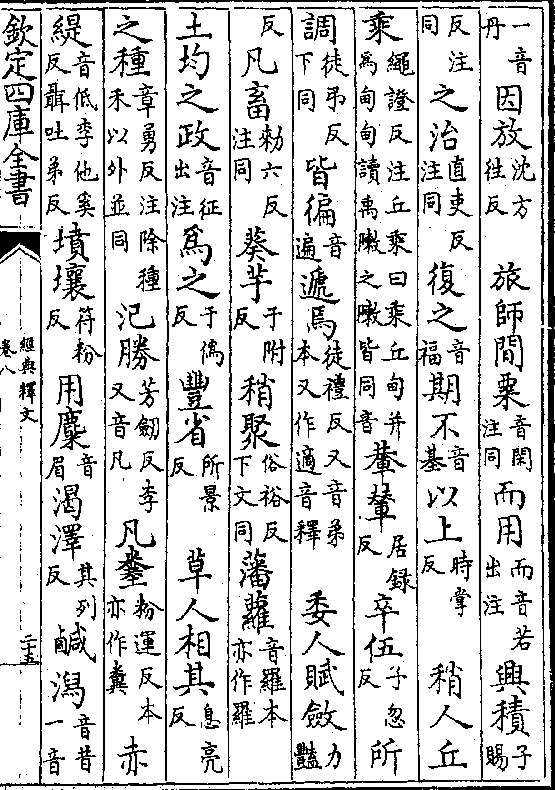 一音丹因放沈方往反旅師閒粟音閑注同而用而音若出注興積子賜
反注同之治直吏反注同復之音福期不音基以上時掌反稍人丘
乘繩證反注丘乘曰乘丘甸并為甸甸讀禹敶之敶皆同音輂輦居録反卒伍子忽反所
調徒弔反下同皆徧音遍遞焉徒禮反又音弟本又作適音釋委人賦斂力豔
反凡畜勑六反注同葵芋于附反稍聚俗裕反下文同藩蘿音羅本亦作羅
土均之政音征出注爲之于僞反豐省所景反草人相其息亮反
之種章勇反注除種禾以外並同氾勝芳劒反李又音凡凡糞粉運反本亦作糞赤
緹音低李他奚反聶吐弟反墳壤符粉反用麋音眉渴澤其列反鹹潟音昔一音
欽定四庫全書
經典釋文
卷八
二十五